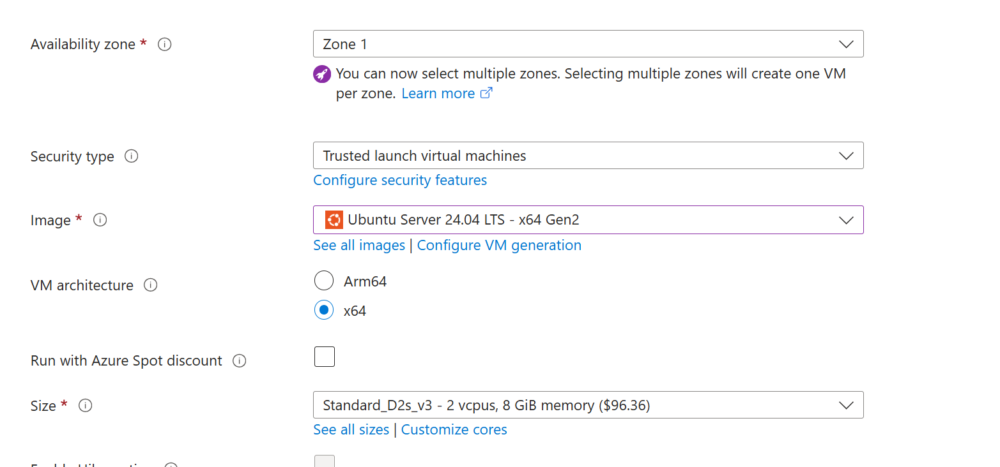 Availability zone *
Zone 1
You can now select multiple zones. Selecting multiple zones will create one VM
per zone. Learn more
Security type
Trusted launch virtual machines
Configure security features
Image *
Ubuntu Server 24.04 LTS - x64 Gen2
See all images | Configure VM generation
VM architecture
Arm64
x64
Run with Azure Spot discount
Size *
Standard_D2s_v3 - 2 vcpus, 8 GiB memory ($96.36)
See all sizes | Customize cores